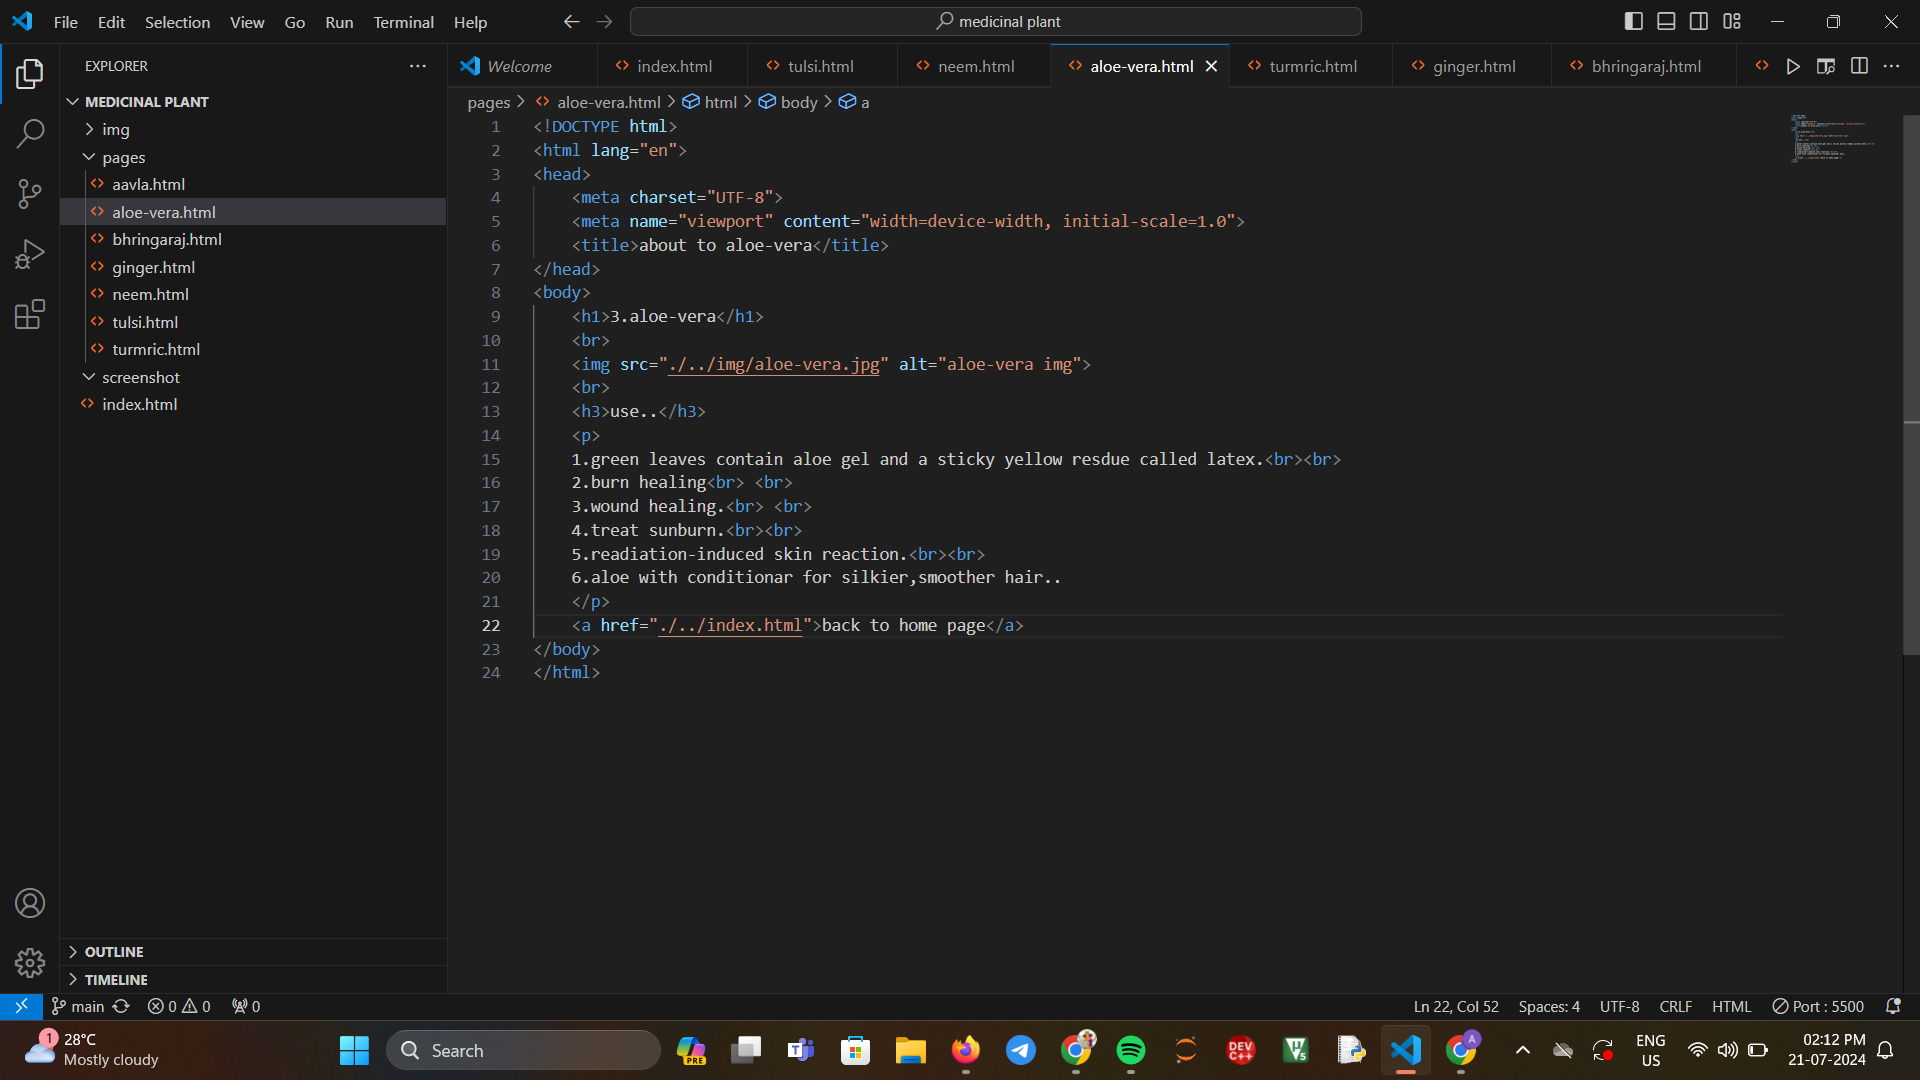 File Edit Selection View Go Run Terminal Help
medicinal plant
EXPLORER
MEDICINAL PLANT
img
pages
aavla.html
aloe-vera.html
bhringaraj.html
ginger.html
neem.html
tulsi.html
turmric.html
screenshot
index.html
OUTLINE
TIMELINE
Welcome index.html tulsi.html neem.html aloe-vera.html turmric.html ginger.html bhringaraj.html
pages > aloe-vera.html > html > body > a
1 <!DOCTYPE html>
2 <html lang="en">
3 <head>
4 <meta charset="UTF-8">
5 <meta name="viewport" content="width=device-width, initial-scale=1.0">
6 <title>about to aloe-vera</title>
7 </head>
8 <body>
9 <h1>3.aloe-vera</h1>
10 <br>
11 <img src="./../img/aloe-vera.jpg" alt="aloe-vera img">
12 <br>
13 <h3>use..</h3>
14 <p>
15 1.green leaves contain aloe gel and a sticky yellow resdue called latex.<br><br>
16 2.burn healing<br> <br>
17 3.wound healing.<br> <br>
18 4.treat sunburn.<br><br>
19 5.readiation-induced skin reaction.<br><br>
20 6.aloe with conditionar for silkier,smoother hair..
21 </p>
22 <a href="./../index.html">back to home page</a>
23 </body>
24 </html>
main 0 0 0
Ln 22, Col 52 Spaces: 4 UTF-8 CRLF HTML Port : 5500
1
28°C
Mostly cloudy
Search
PRE
DEV C++
A
ENG
US
02:12 PM
21-07-2024